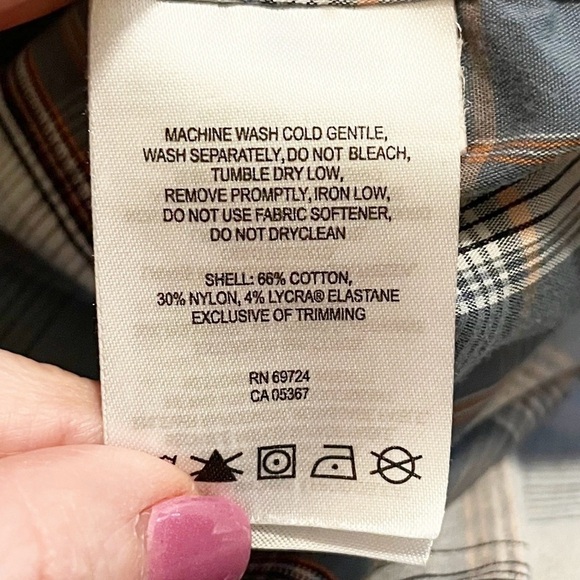 MACHINE WASH COLD GENTLE,
WASH SEPARATELY, DO NOT BLEACH,
TUMBLE DRY LOW,
REMOVE PROMPTLY, IRON LOW,
DO NOT USE FABRIC SOFTENER,
DO NOT DRYCLEAN
SHELL: 66% COTTON,
30% NYLON, 4% LYCRA® ELASTANE
EXCLUSIVE OF TRIMMING
RN 69724
CA 05367